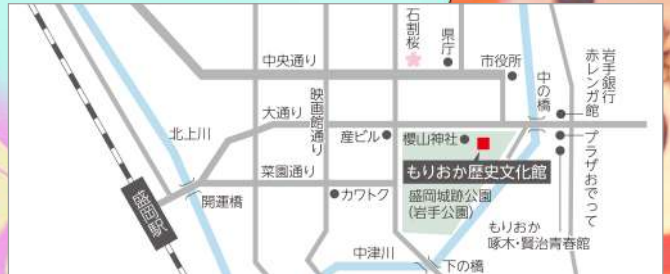 石割桜
県庁
市役所
岩手銀行
赤レンガ館
中央通り
中の橋
映画館通り
大通り
北上川
産ビル
櫻山神社
プラザおでって
菜園通り
もりおか歴史文化館
盛岡駅
開運橋
カワトク
盛岡城跡公園
(岩手公園)
もりおか
啄木・賢治青春館
中津川
下の橋